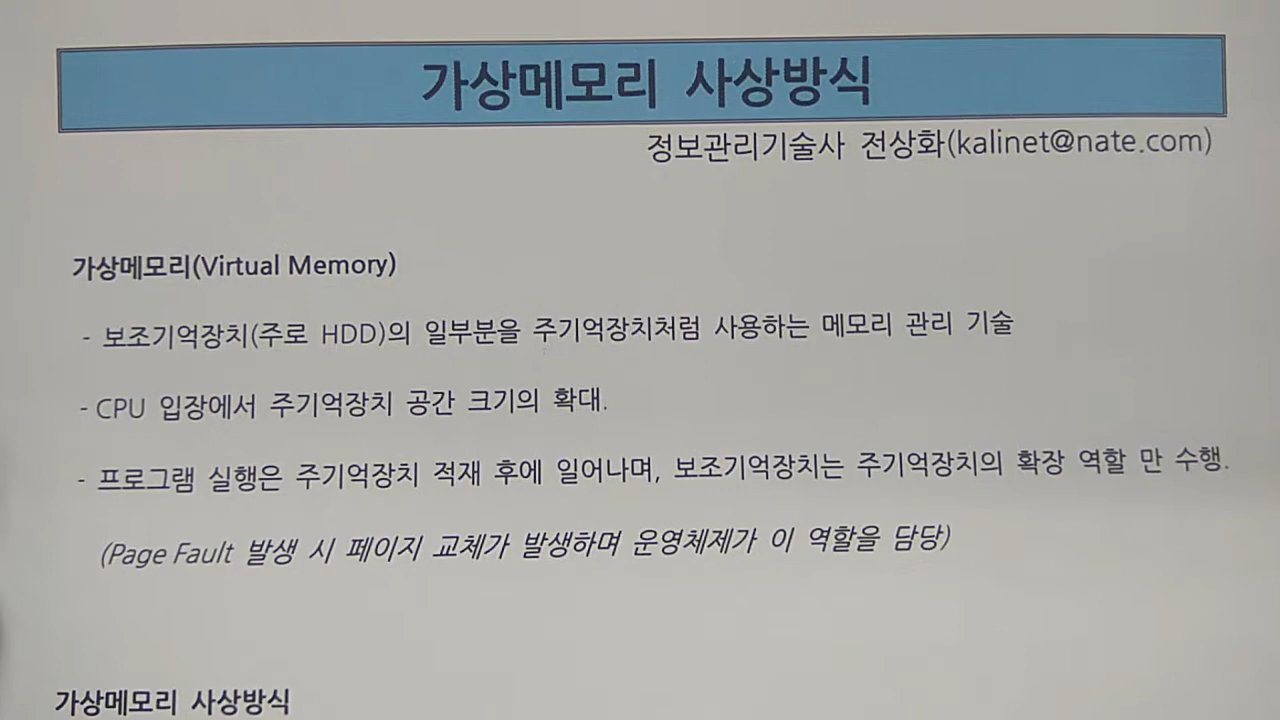 가상메모리 사상방식
정보관리기술사 전상화(kalinet@nate.com)
가상메모리(Virtual Memory)
- 보조기억장치(주로 HDD)의 일부분을 주기억장치처럼 사용하는 메모리 관리 기술
- CPU 입장에서 주기억장치 공간 크기의 확대.
- 프로그램 실행은 주기억장치 적재 후에 일어나며, 보조기억장치는 주기억장치의 확장 역할 만 수행.
(Page Fault 발생 시 페이지 교체가 발생하며 운영체제가 이 역할을 담당)
가상메모리 사상방식